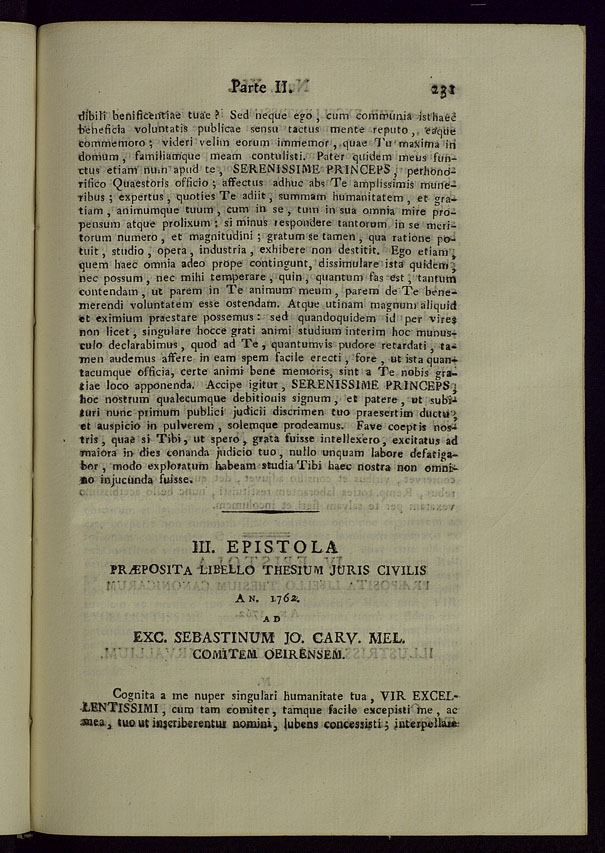 Parte II. 231
dibili benificentiae tuae? Sed neque ego, cum communia isthaec
beneficia voluntatis publicae sensu tactus mente reputo, eaque
commemoro; videri velim eorum immemor, quae Tu maxima in
domum, familiamque meam contulisti. Pater quidem meus fun-
ctus etiam num apud te, SERENISSIME PRINCEPS, perhono-
rifico Quaestoris officio; affectus adhuc abs Te amplissimis mune-
ribus; expertus, quoties Te adiit, summam humanitatem, et gra-
tiam, animumque tuum, cum in se, tum in sua omnia mire pro-
pensum atque prolixum; si minus respondere tantorum in se meri-
torum numero, et magnitudini; gratum se tamen, qua ratione po-
tuit, studio, opera, industria, exhibere non destitit. Ego etiam,
quem haec omnia adeo prope contingunt, dissimulare ista quidem,
nec possum, nec mihi temperare, quin, quantum fas est; tantum
contendam, ut parem in Te animum meum, parem de Te bene-
merendi voluntatem esse ostendam. Atque utinam magnum aliquid
et eximium praestare possemus: sed quandoquidem id per vires
non licet, singulare hocce grati animi studium interim hoc munus-
culo declarabimus, quod ad Te, quantumvis pudore retardati, ta-
men audemus affere in eam spem facile erecti, fore, ut ista quan-
tacumque officia, certe animi bene memoris, sint a Te nobis gra-
tiae loco apponenda. Accipe igitur, SERENISSIME PRINCEPS,
hoc nostrum qualecumque debitionis signum, et patere, ut subi-
turi nunc primum publici judicii discrimen tuo praesertim ductu,
et auspicio in pulverem, solemque prodeamus. Fave coeptis nos-
tris, quae si Tibi, ut spero, grata fuisse intellexero, excitatus ad
maiora in dies conanda judicio tuo, nullo unquam labore defatiga-
bor, modo exploratum habeam studia Tibi haec nostra non omni-
no injucunda fuisse.
III. EPISTOLA
PRÆPOSITA LIBELLO THESIUM JURIS CIVILIS
AN. 1762.
AD
EXC. SEBASTINUM JO. CARV. MEL.
COMITEM OEIRENSEM.
Cognita a me nuper singulari humanitate tua, VIR EXCEL-
LENTISSIMI, cum tam comiter, tamque facile excepisti me, ac
mea, tuo ut inscriberentur nomini, lubens concessisti; interpellare